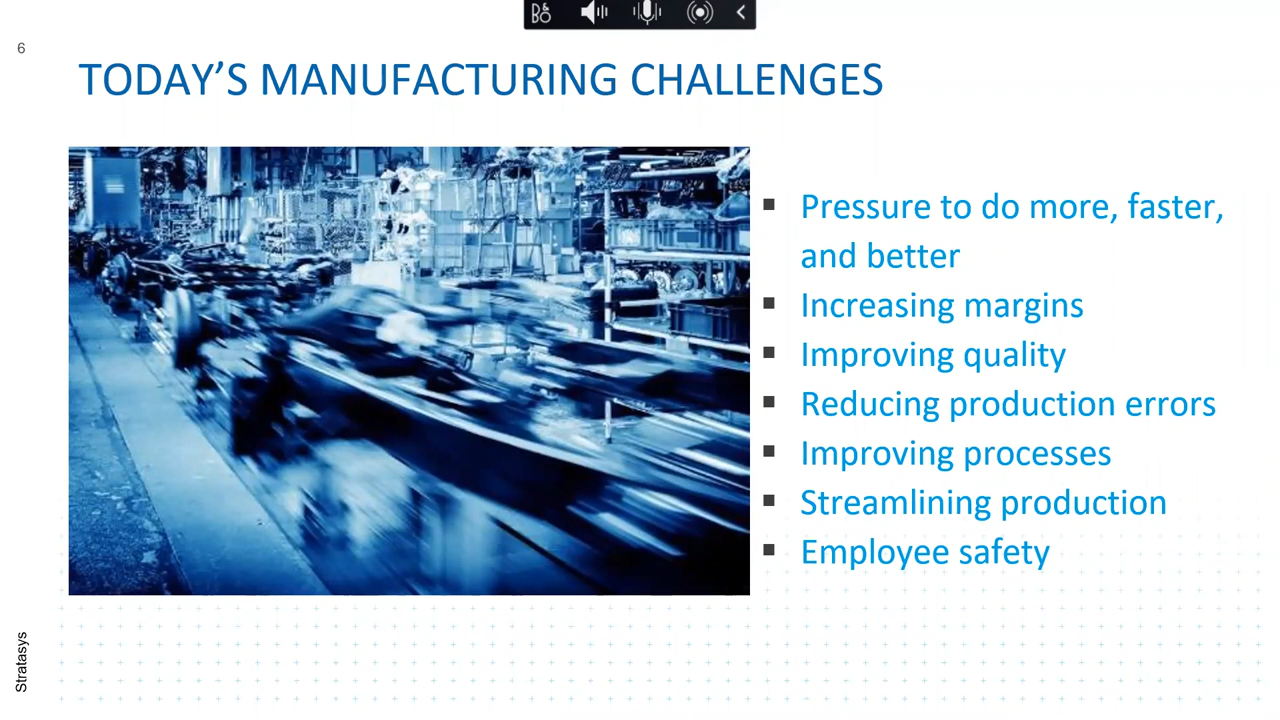 B&O
6
TODAY’S MANUFACTURING CHALLENGES
Pressure to do more, faster,
and better
Increasing margins
Improving quality
Reducing production errors
Improving processes
Streamlining production
Employee safety
Stratasys